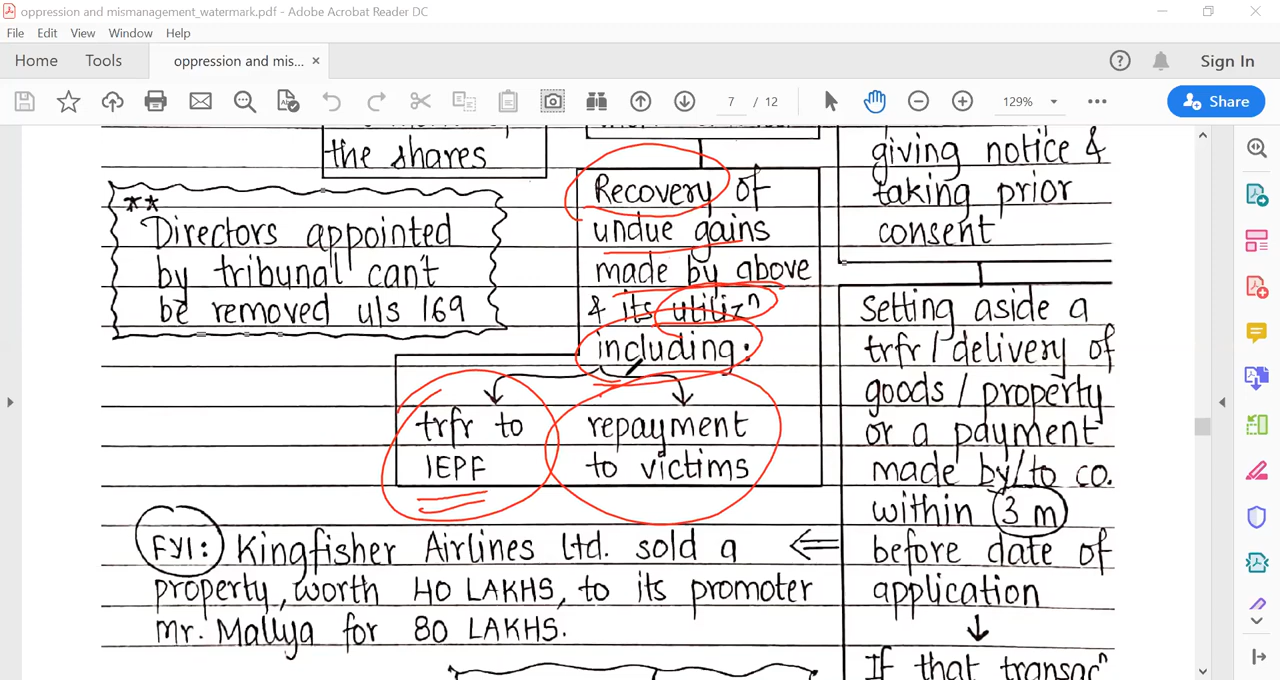 oppression and mismanagement_watermark.pdf - Adobe Acrobat Reader DC
File Edit View Window Help
Home Tools oppression and mis... × Sign In
7 / 12 129% Share
the shares
**
Directors appointed
by tribunal can't
be removed u/s 169
Recovery of
undue gains
made by above
& its utilizⁿ
including:
trfr to
IEPF
repayment
to victims
giving notice &
taking prior
consent
Setting aside a
trfr / delivery of
goods / property
or a payment
made by/to co.
within 3 m
before date of
application
If that transacⁿ
FYI: Kingfisher Airlines Ltd. sold a
property, worth 40 LAKHS, to its promoter
Mr. Mallya for 80 LAKHS.